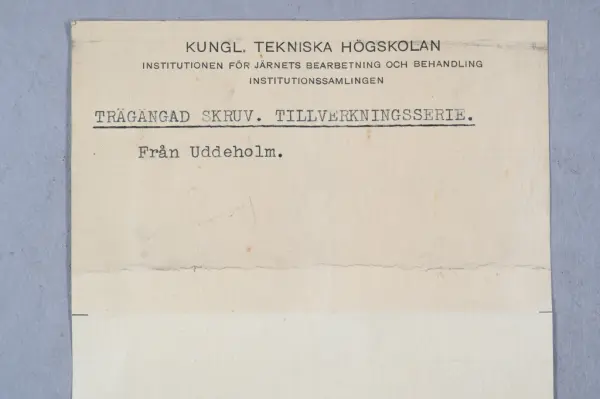 KUNGL. TEKNISKA HÖGSKOLAN
INSTITUTIONEN FÖR JÄRNETS BEARBETNING OCH BEHANDLING
INSTITUTIONSSAMLINGEN
TRÄGÄNGAD SKRUV. TILLVERKNINGSSERIE.
Från Uddeholm.